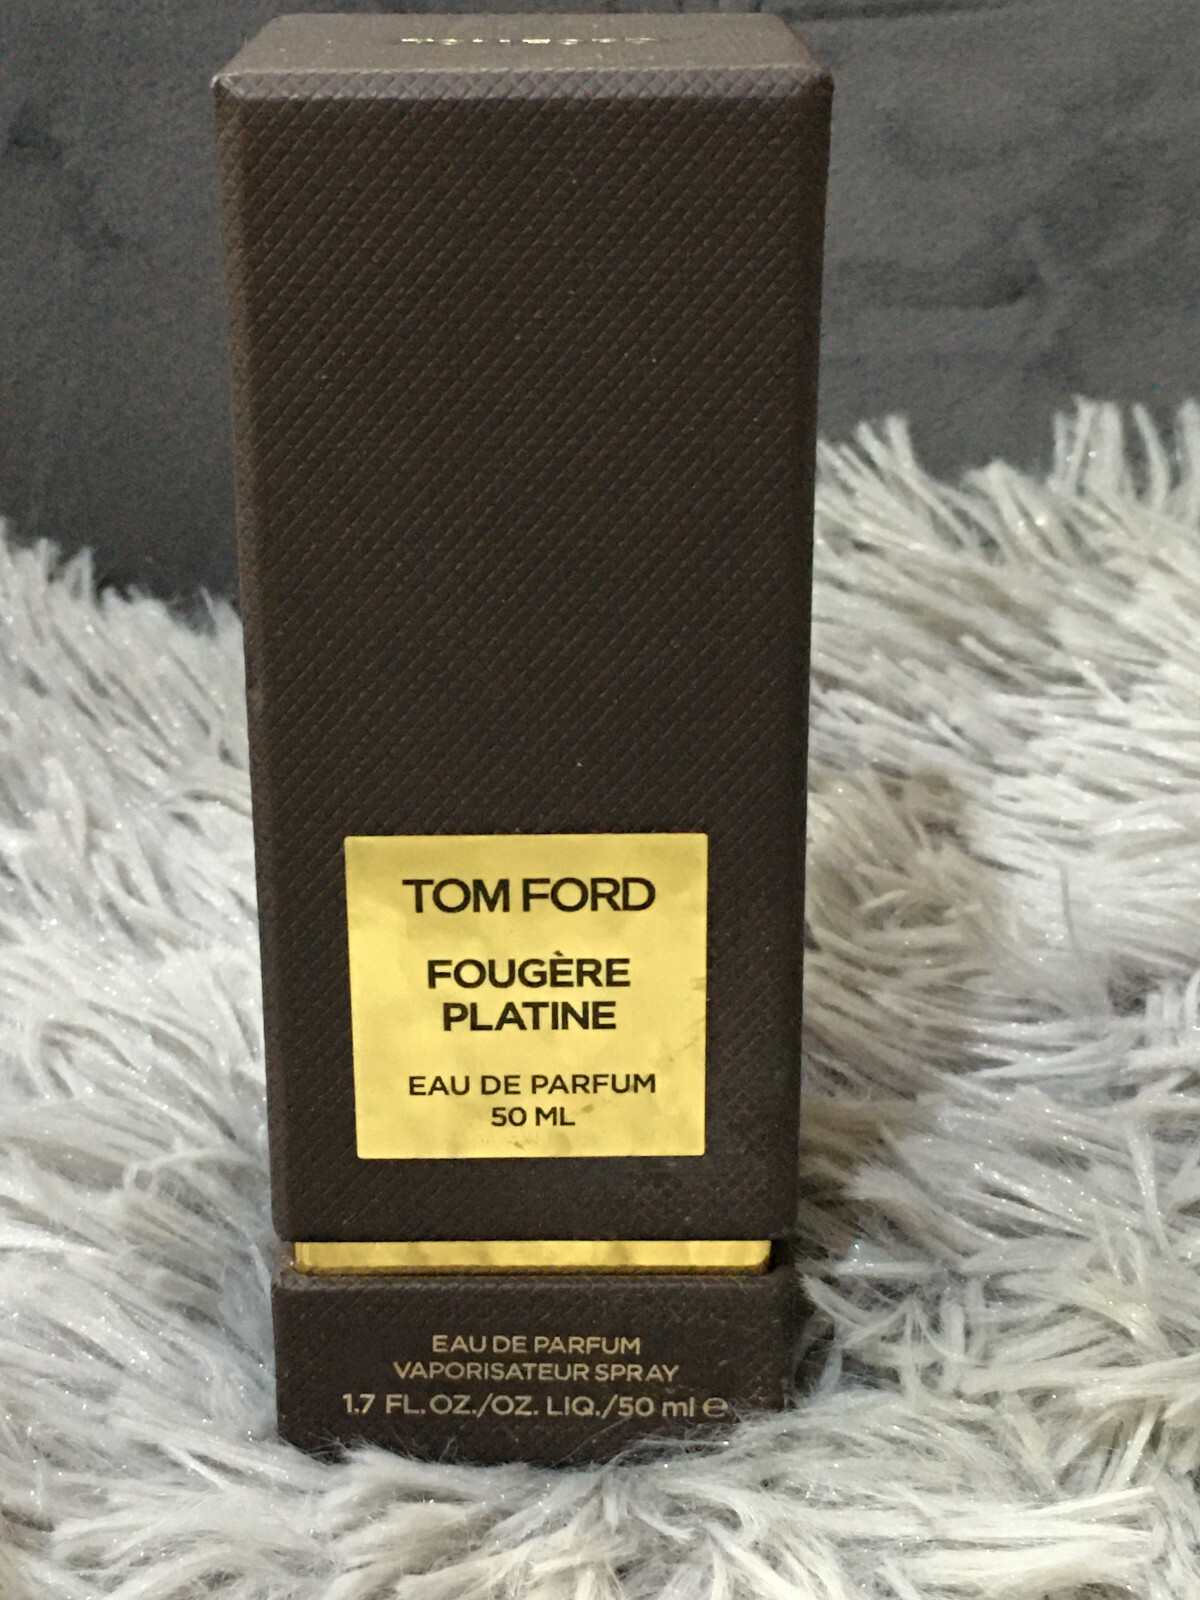 TOM FORD
FOUGÈRE
PLATINE
EAU DE PARFUM
50 ML
EAU DE PARFUM
VAPORISATEUR SPRAY
1.7 FL.OZ./OZ. LIQ./50 ml ℮